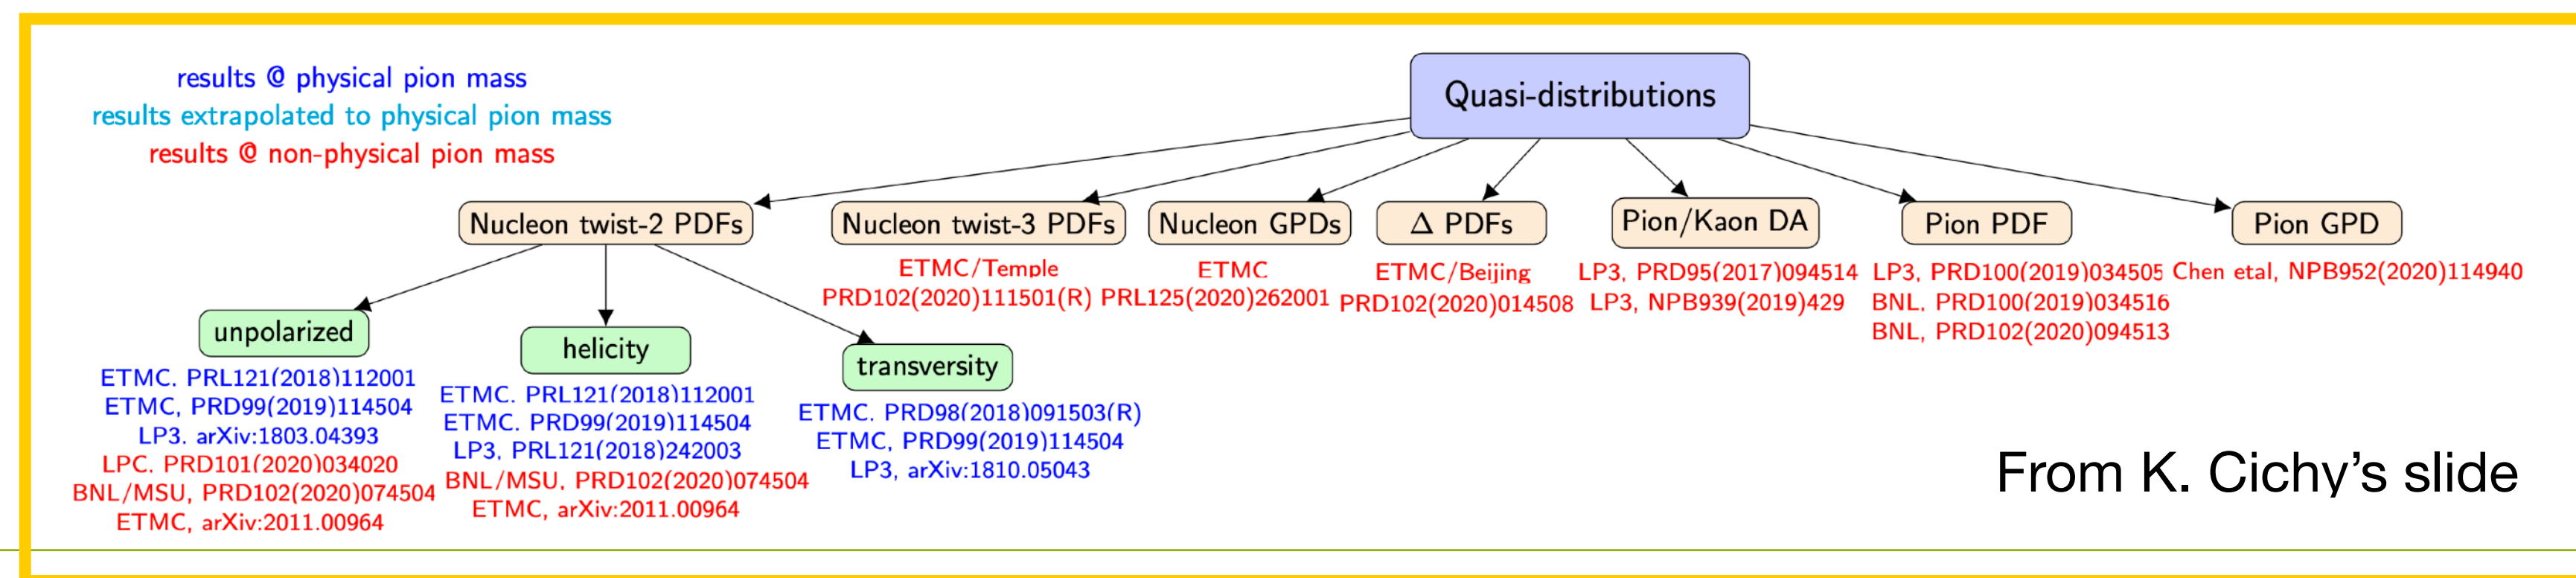 results @ physical pion mass
results extrapolated to physical pion mass
results @ non-physical pion mass
Quasi-distributions
Nucleon twist-2 PDFs
Nucleon twist-3 PDFs
ETMC/Temple
PRD102(2020)111501(R)
Nucleon GPDs
ETMC
PRL125(2020)262001
Δ PDFs
ETMC/Beijing
PRD102(2020)014508
Pion/Kaon DA
LP3, PRD95(2017)094514
LP3, NPB939(2019)429
Pion PDF
LP3, PRD100(2019)034505
BNL, PRD100(2019)034516
BNL, PRD102(2020)094513
Pion GPD
Chen etal, NPB952(2020)114940
unpolarized
ETMC. PRL121(2018)112001
ETMC, PRD99(2019)114504
LP3. arXiv:1803.04393
LPC. PRD101(2020)034020
BNL/MSU, PRD102(2020)074504
ETMC, arXiv:2011.00964
helicity
ETMC. PRL121(2018)112001
ETMC. PRD99(2019)114504
LP3, PRL121(2018)242003
BNL/MSU. PRD102(2020)074504
ETMC, arXiv:2011.00964
transversity
ETMC. PRD98(2018)091503(R)
ETMC, PRD99(2019)114504
LP3, arXiv:1810.05043
From K. Cichy’s slide